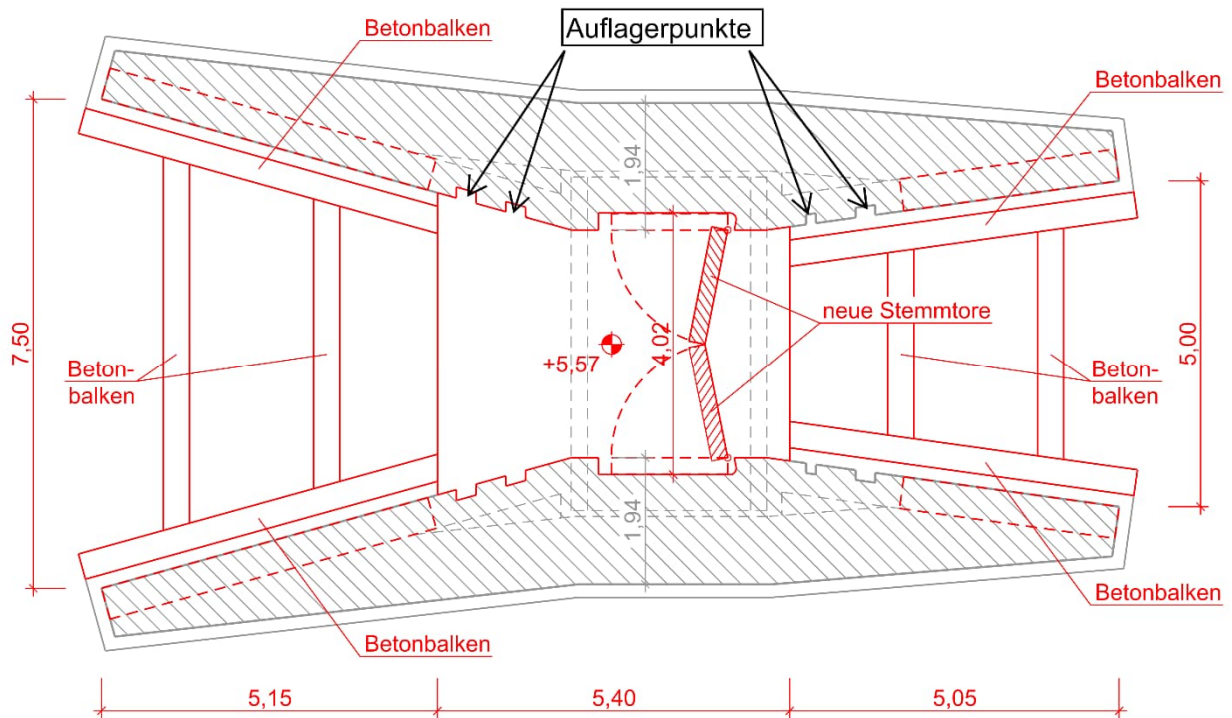 Betonbalken
Auflagerpunkte
Betonbalken
1,94
7,50
5,00
neue Stemmtore
+5,57
4,02
Beton-
balken
Beton-
balken
1,94
Betonbalken
Betonbalken
5,15
5,40
5,05